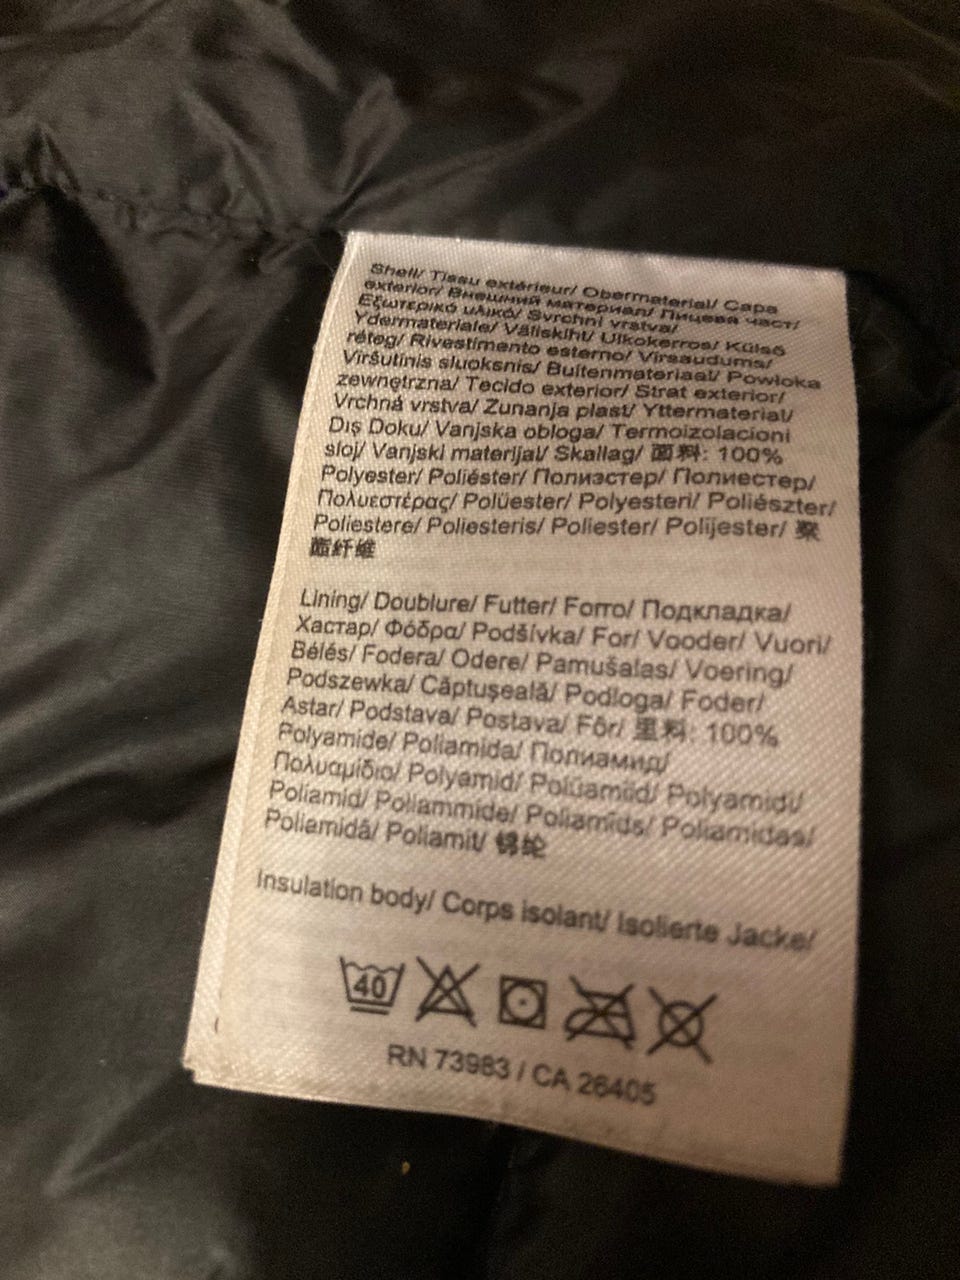 Shell/ Tissu extérieur/ Obermaterial/ Capa
exterior/ Внешний материал/ Лицева част/
Εξωτερικό υλικό/ Svrchní vrstva/
Ydermateriale/ Väliskiht/ Ulkokerros/ Külső
réteg/ Rivestimento esterno/ Virsaudums/
Viršutinis sluoksnis/ Buitenmateriaal/ Powłoka
zewnętrzna/ Tecido exterior/ Strat exterior/
Vrchná vrstva/ Zunanja plast/ Yttermaterial/
Dış Doku/ Vanjska obloga/ Termoizolacioni
sloj/ Vanjski materijal/ Skallag/ 面料: 100%
Polyester/ Poliéster/ Полиэстер/ Полиестер/
Πολυεστέρας/ Polüester/ Polyesteri/ Poliészter/
Poliestere/ Poliesteris/ Poliester/ Polijester/ 聚
酯纤维
Lining/ Doublure/ Futter/ Forro/ Подкладка/
Хастар/ Φόδρα/ Podšívka/ For/ Vooder/ Vuori/
Bélés/ Fodera/ Odere/ Pamušalas/ Voering/
Podszewka/ Căptuşeală/ Podloga/ Foder/
Astar/ Podstava/ Postava/ Fôr/ 里料: 100%
Polyamide/ Poliamida/ Полиамид/
Πολυαμίδιο/ Polyamid/ Polüamiid/ Polyamidi/
Poliamid/ Poliammide/ Poliamīds/ Poliamidas/
Poliamidă/ Poliamit/ 锦纶
Insulation body/ Corps isolant/ Isolierte Jacke/
40
RN 73983 / CA 26405